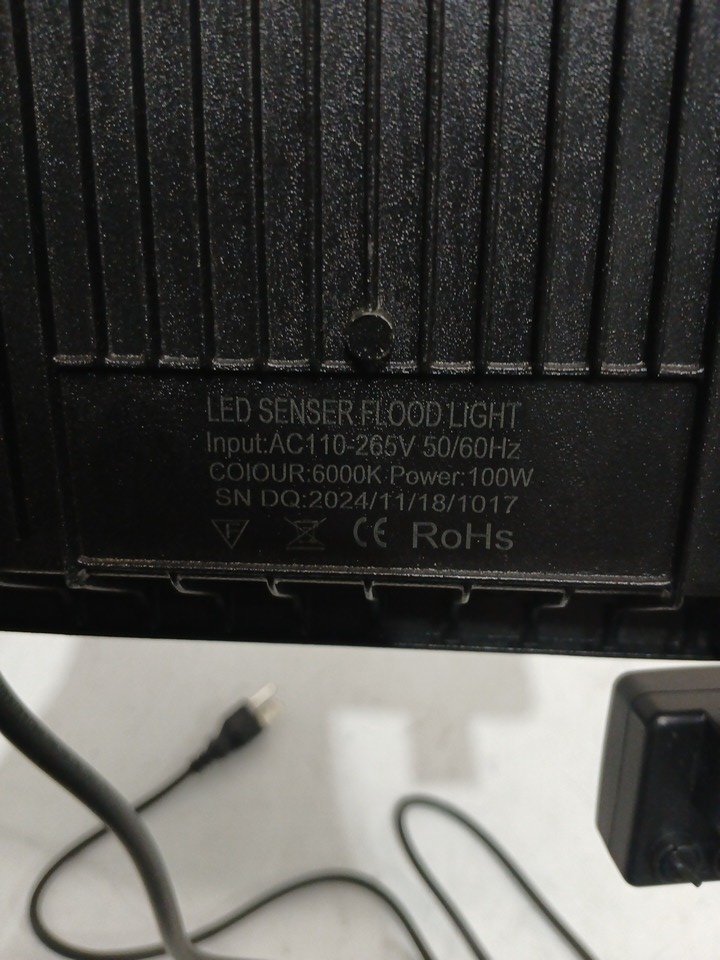 LED SENSER FLOOD LIGHT
Input:AC110-265V 50/60Hz
COIOUR:6000K Power:100W
SN DQ:2024/11/18/1017
F CE RoHs